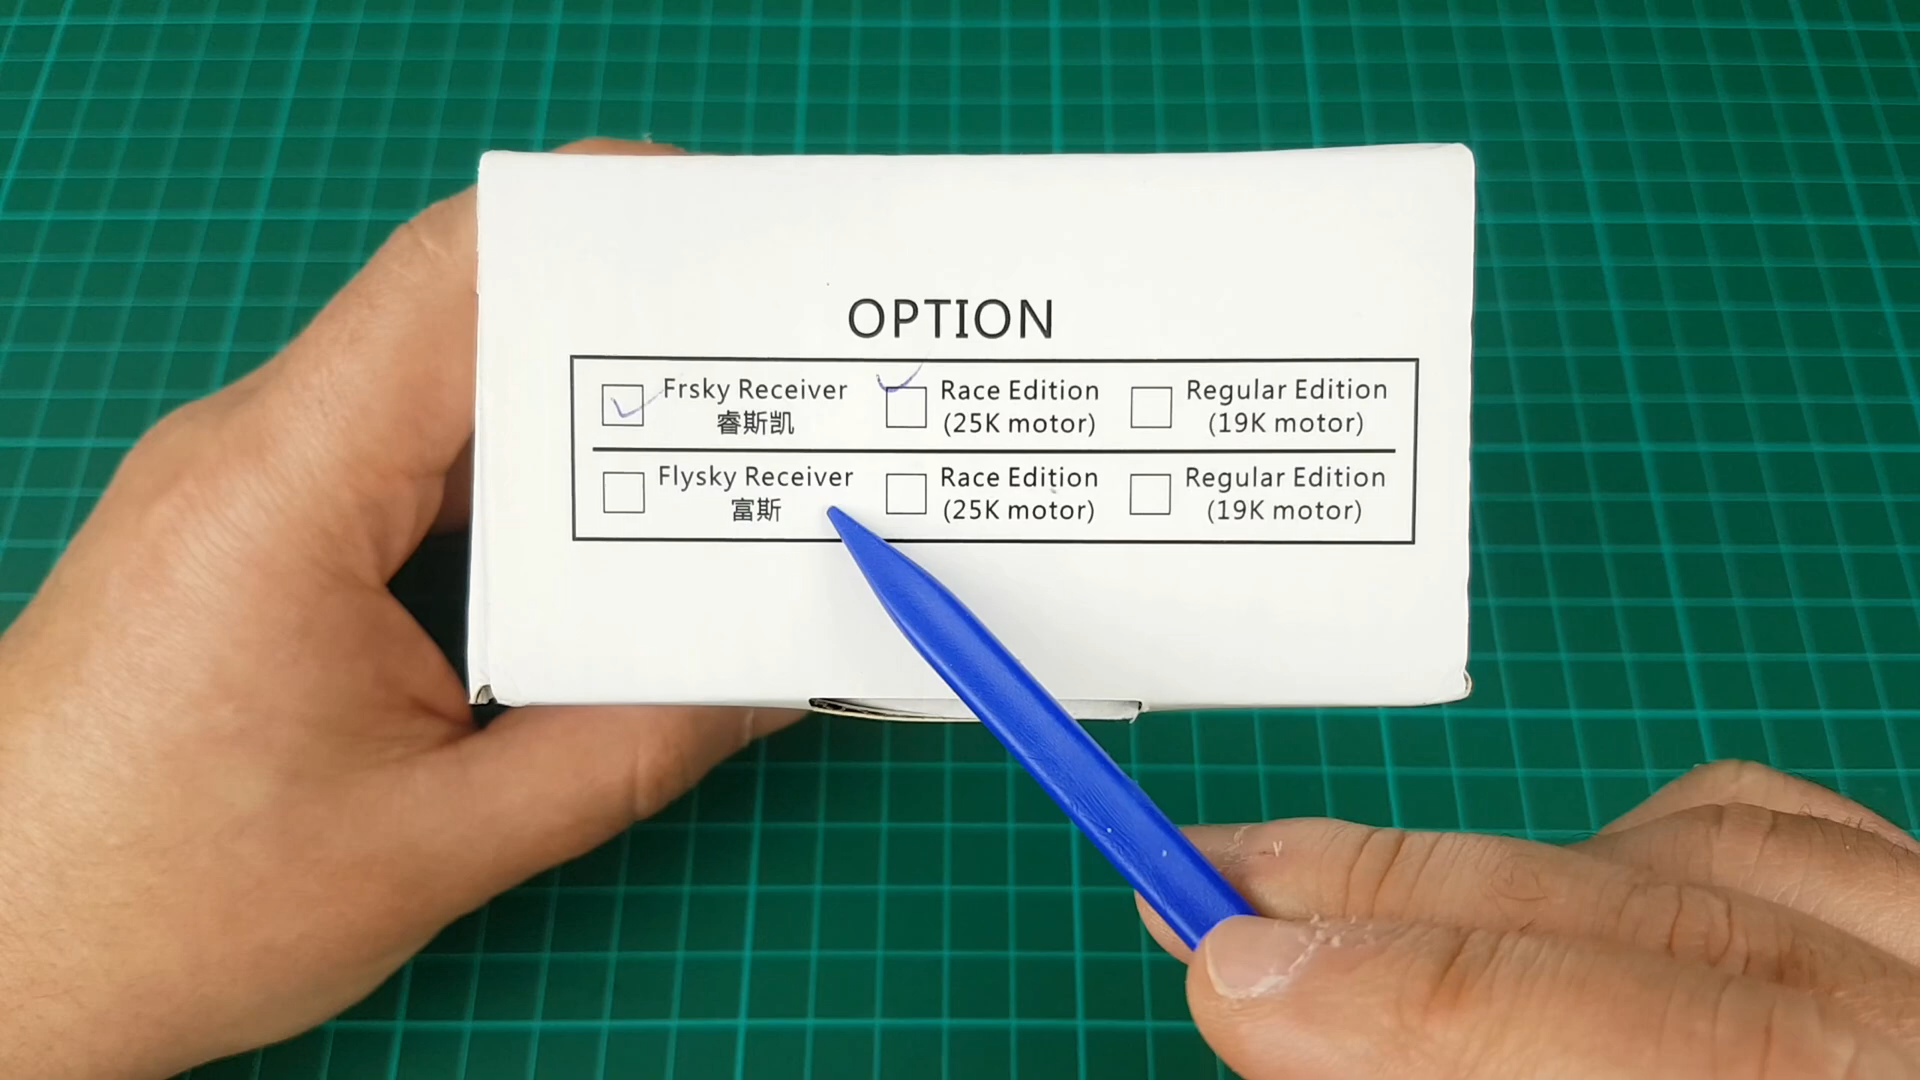 OPTION
Frsky Receiver Race Edition Regular Edition
睿斯凯 (25K motor) (19K motor)
Flysky Receiver Race Edition Regular Edition
富斯 (25K motor) (19K motor)